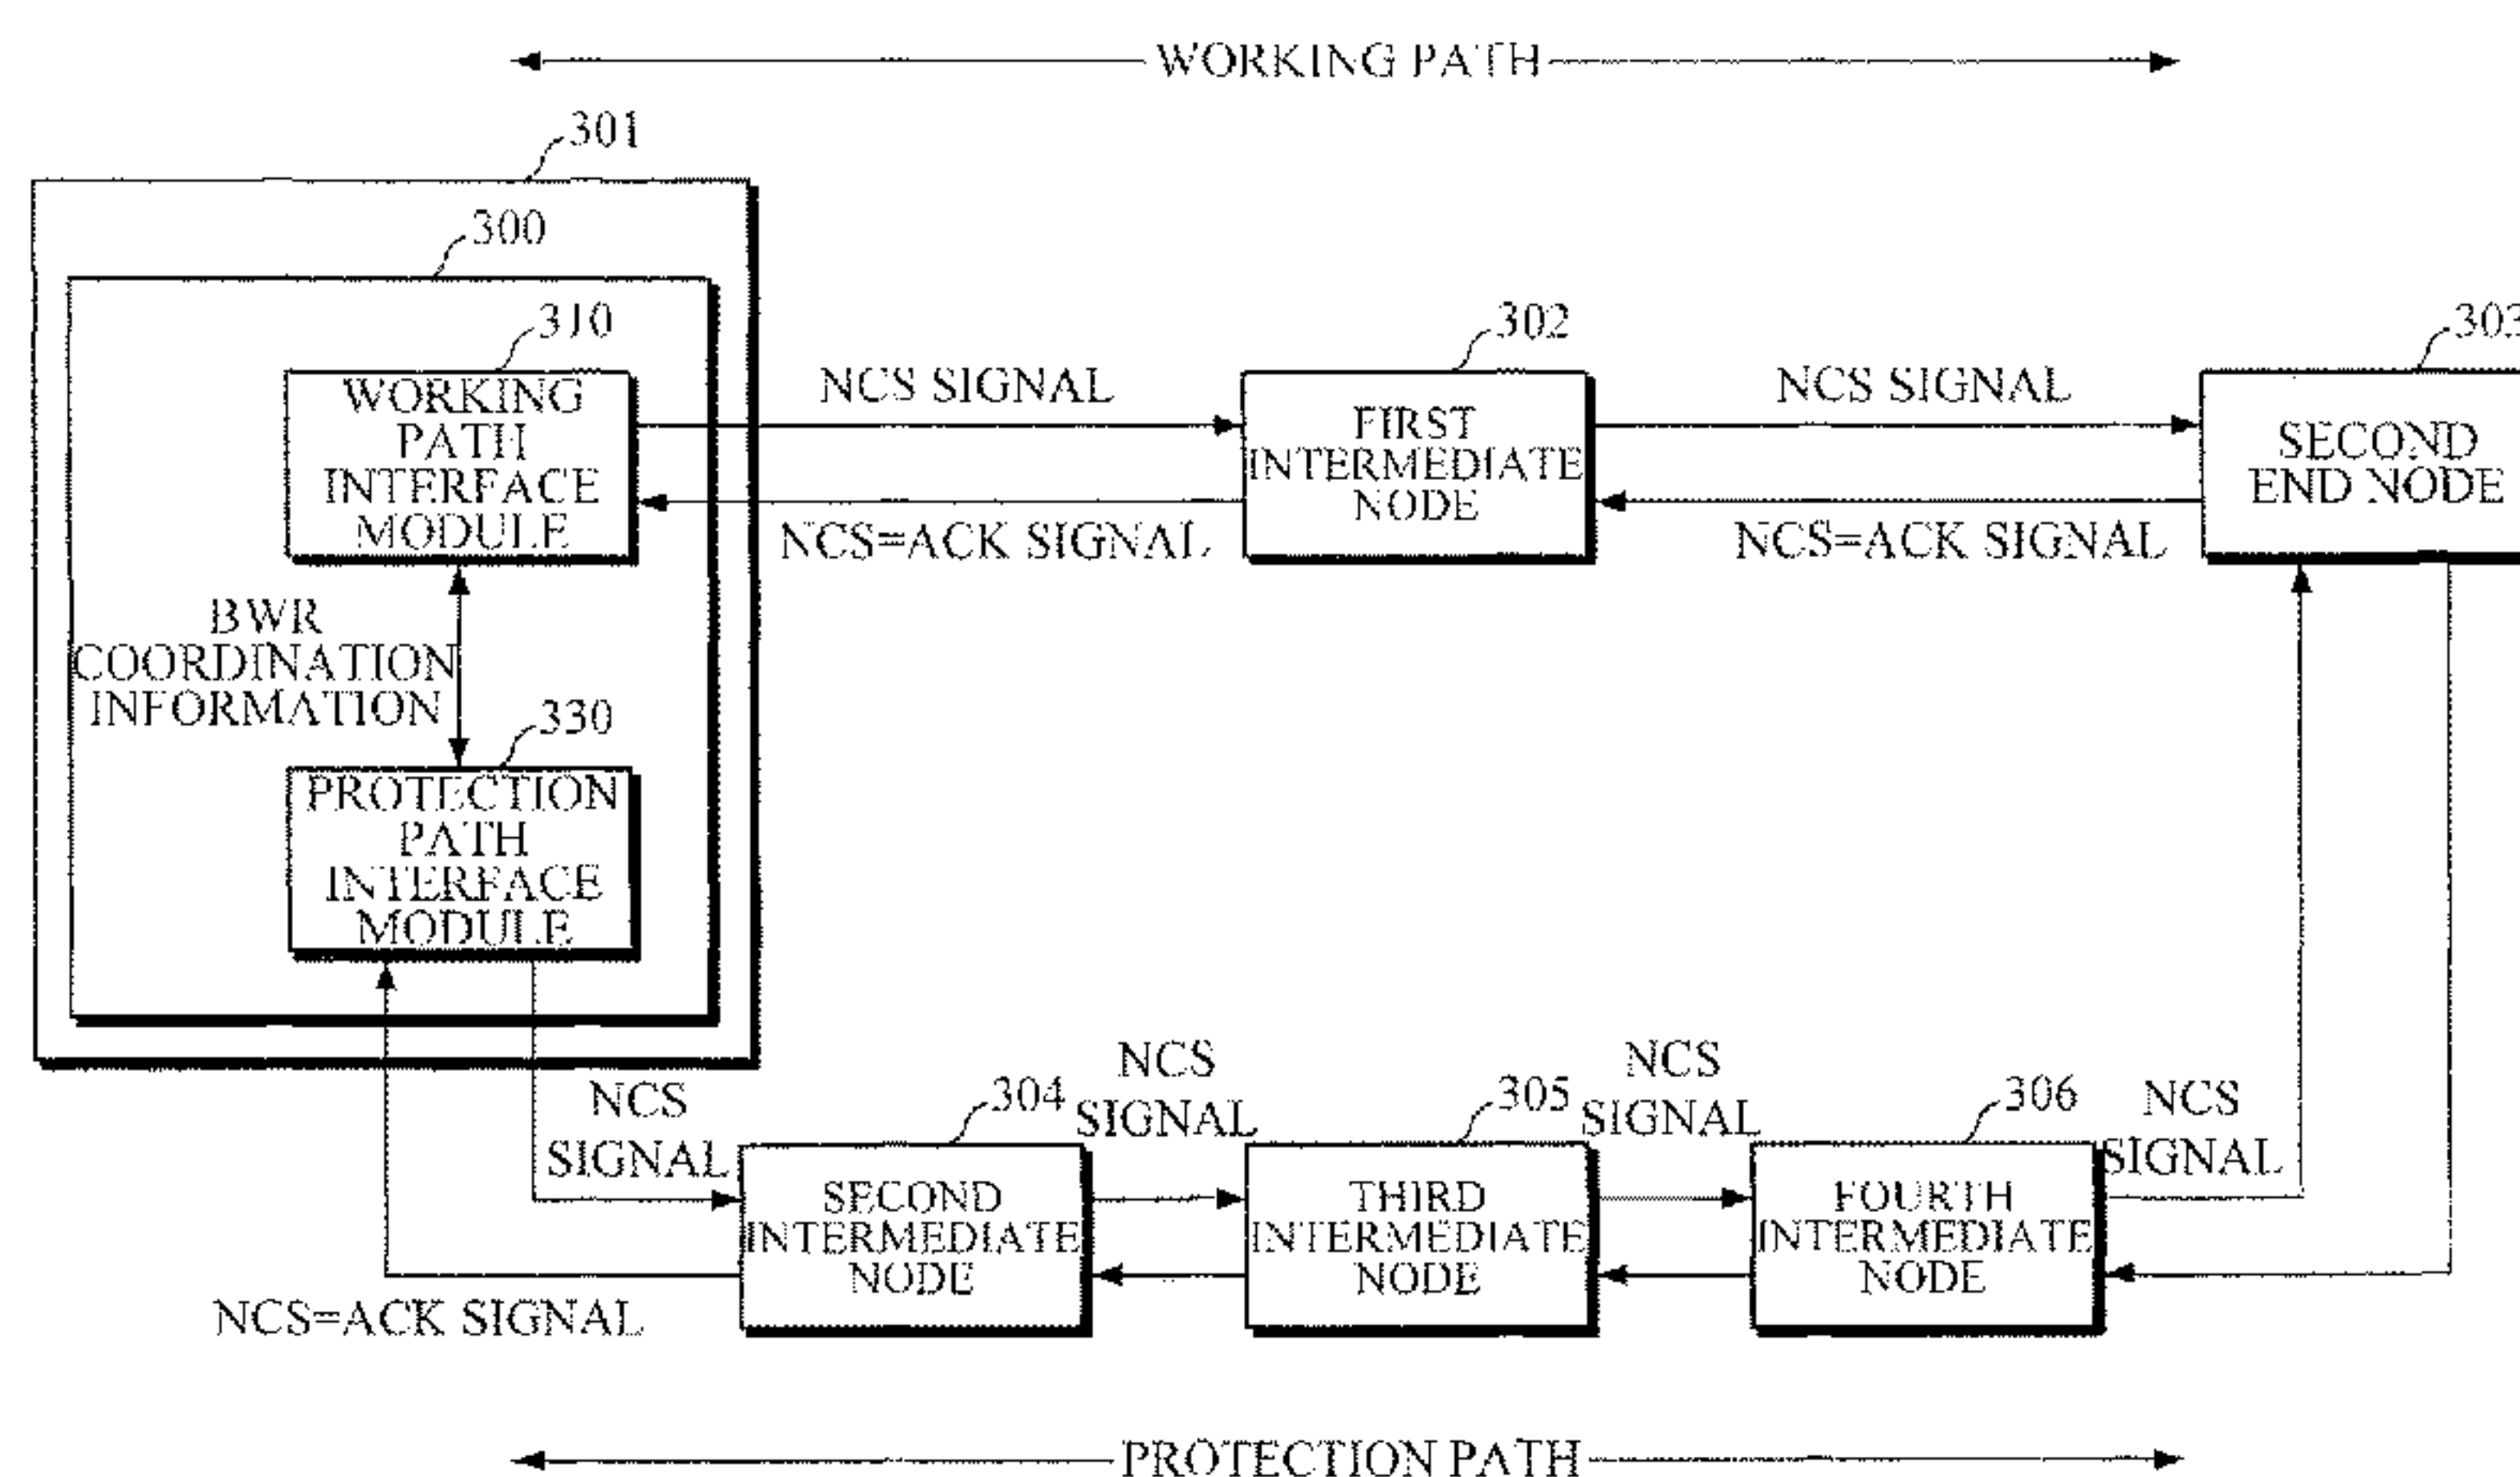 WORKING PATH
301
300
310
WORKING
PATH
INTERFACE
MODULE
NCS SIGNAL
NCS=ACK SIGNAL
302
FIRST
INTERMEDIATE
NODE
NCS SIGNAL
NCS=ACK SIGNAL
303
SECOND
END NODE
BWR
COORDINATION
INFORMATION
330
PROTECTION
PATH
INTERFACE
MODULE
NCS
SIGNAL
NCS=ACK SIGNAL
304
SECOND
INTERMEDIATE
NODE
NCS
SIGNAL
305
THIRD
INTERMEDIATE
NODE
NCS
SIGNAL
306
FOURTH
INTERMEDIATE
NODE
NCS
SIGNAL
PROTECTION PATH